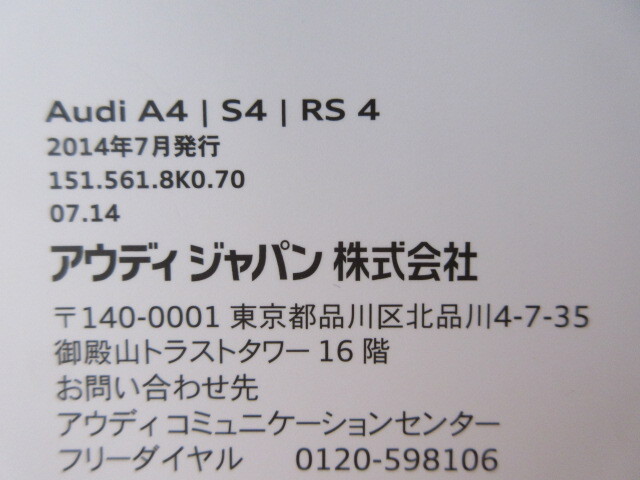 Audi A4 | S4 | RS 4
2014年7月発行
151.561.8K0.70
07.14
アウディ ジャパン 株式会社
〒140-0001 東京都品川区北品川4-7-35
御殿山トラストタワー 16 階
お問い合わせ先
アウディ コミュニケーションセンター
フリーダイヤル 0120-598106